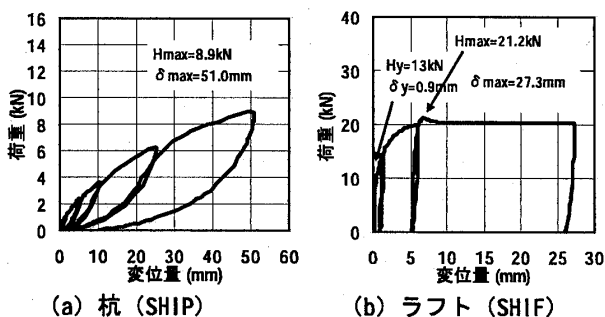 16
14
12
10
8
6
4
2
0
荷重 (kN)
Hmax=8.9kN
δmax=51.0mm
0 10 20 30 40 50 60
変位量 (mm)
(a) 杭 (SHIP)
40
30
20
10
0
荷重 (kN)
Hmax=21.2kN
Hy=13kN
δy=0.9mm
δmax=27.3mm
0 5 10 15 20 25 30
変位量 (mm)
(b) ラフト (SHIF)